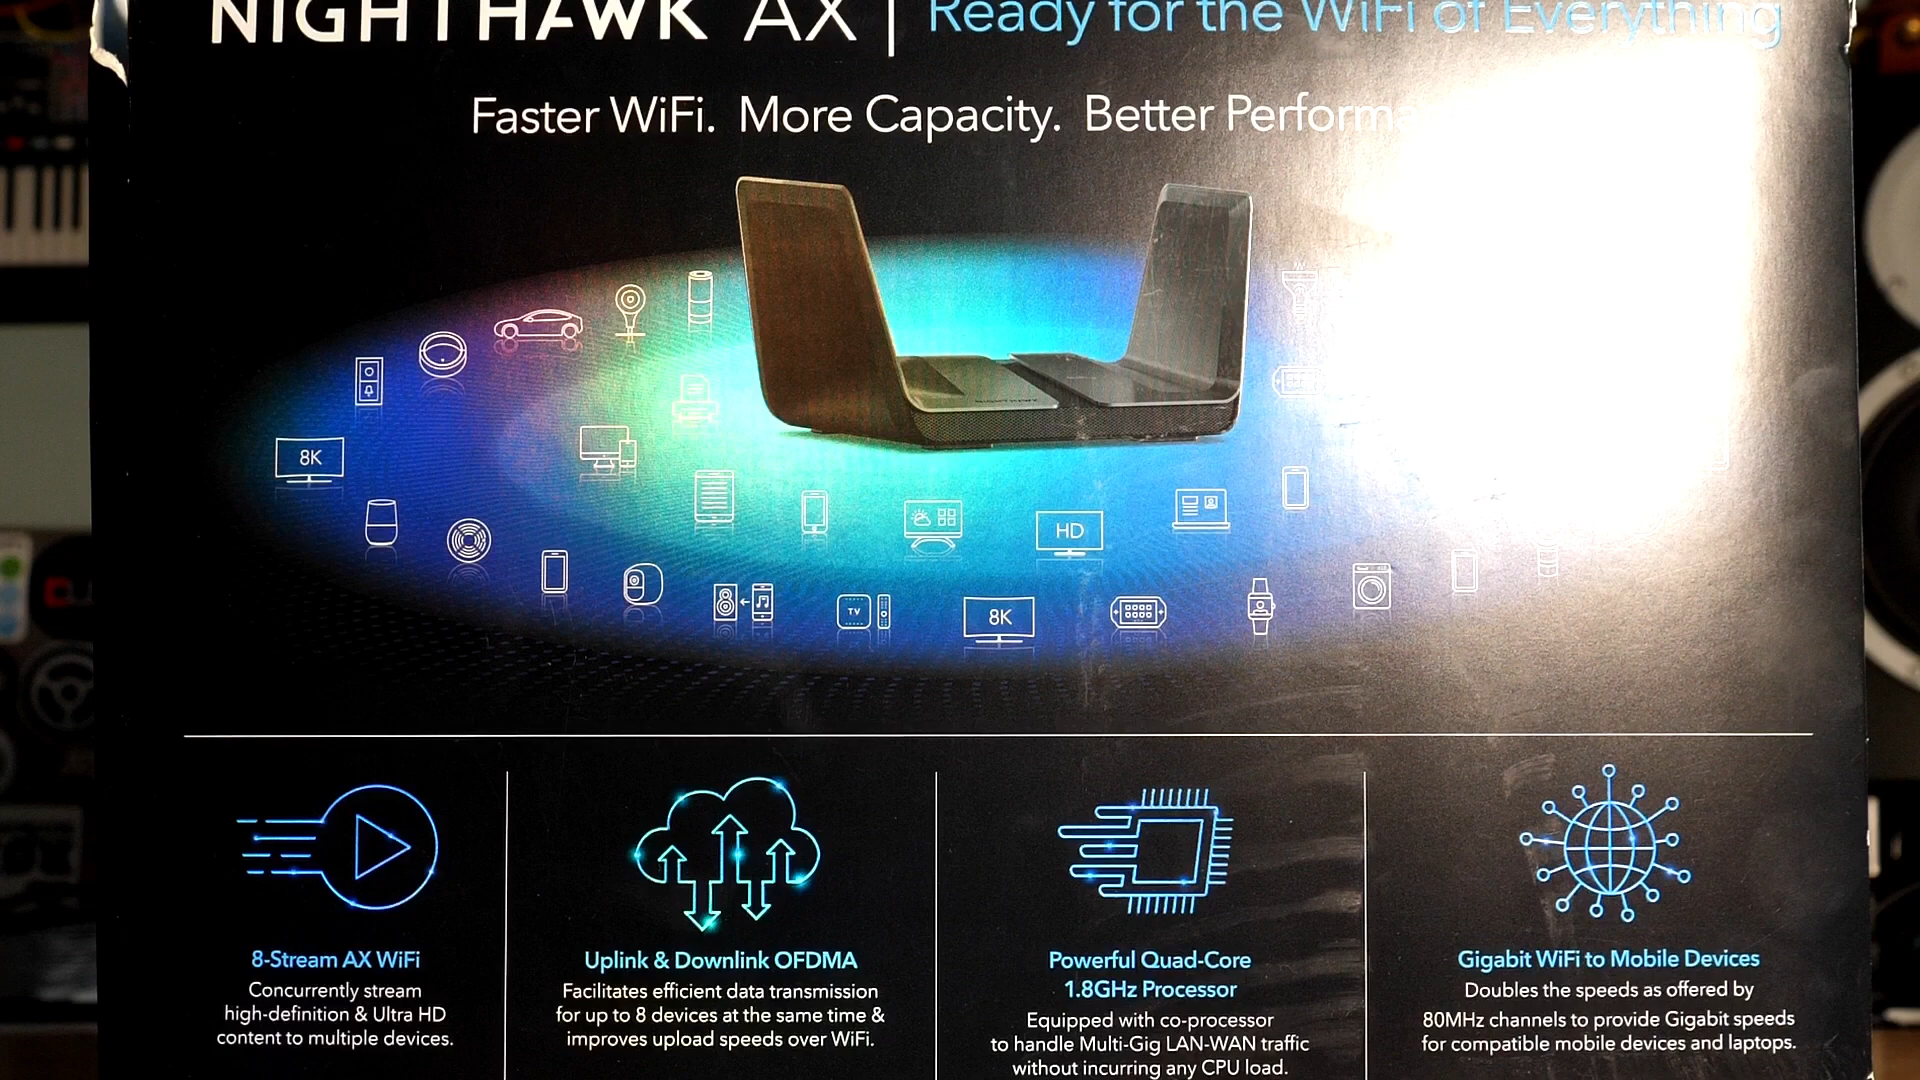 NIGHTHAWK AX | Ready for the WiFi of Everything
Faster WiFi. More Capacity. Better Performa
8K
HD
TV
8K
8-Stream AX WiFi
Concurrently stream
high-definition & Ultra HD
content to multiple devices.
Uplink & Downlink OFDMA
Facilitates efficient data transmission
for up to 8 devices at the same time &
improves upload speeds over WiFi.
Powerful Quad-Core
1.8GHz Processor
Equipped with co-processor
to handle Multi-Gig LAN-WAN traffic
without incurring any CPU load.
Gigabit WiFi to Mobile Devices
Doubles the speeds as offered by
80MHz channels to provide Gigabit speeds
for compatible mobile devices and laptops.